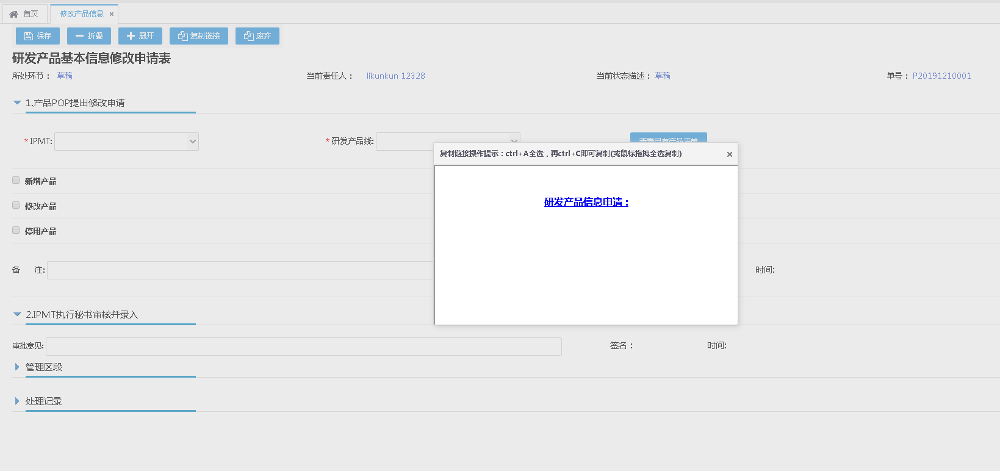 首页 修改产品信息 ×
保存 折叠 展开 复制链接 废弃
研发产品基本信息修改申请表
所处环节： 草稿 当前责任人： likunkun 12328 当前状态描述： 草稿 单号： P20191210001
1.产品POP提出修改申请
* IPMT: * 研发产品线: 查看已有产品清单
复制链接操作提示：ctrl+A全选，再ctrl+C即可复制(或鼠标拖拽全选复制) ×
新增产品
研发产品信息申请：
修改产品
停用产品
备 注: 时间:
2.IPMT执行秘书审核并录入
审批意见: 签名： 时间:
管理区段
处理记录